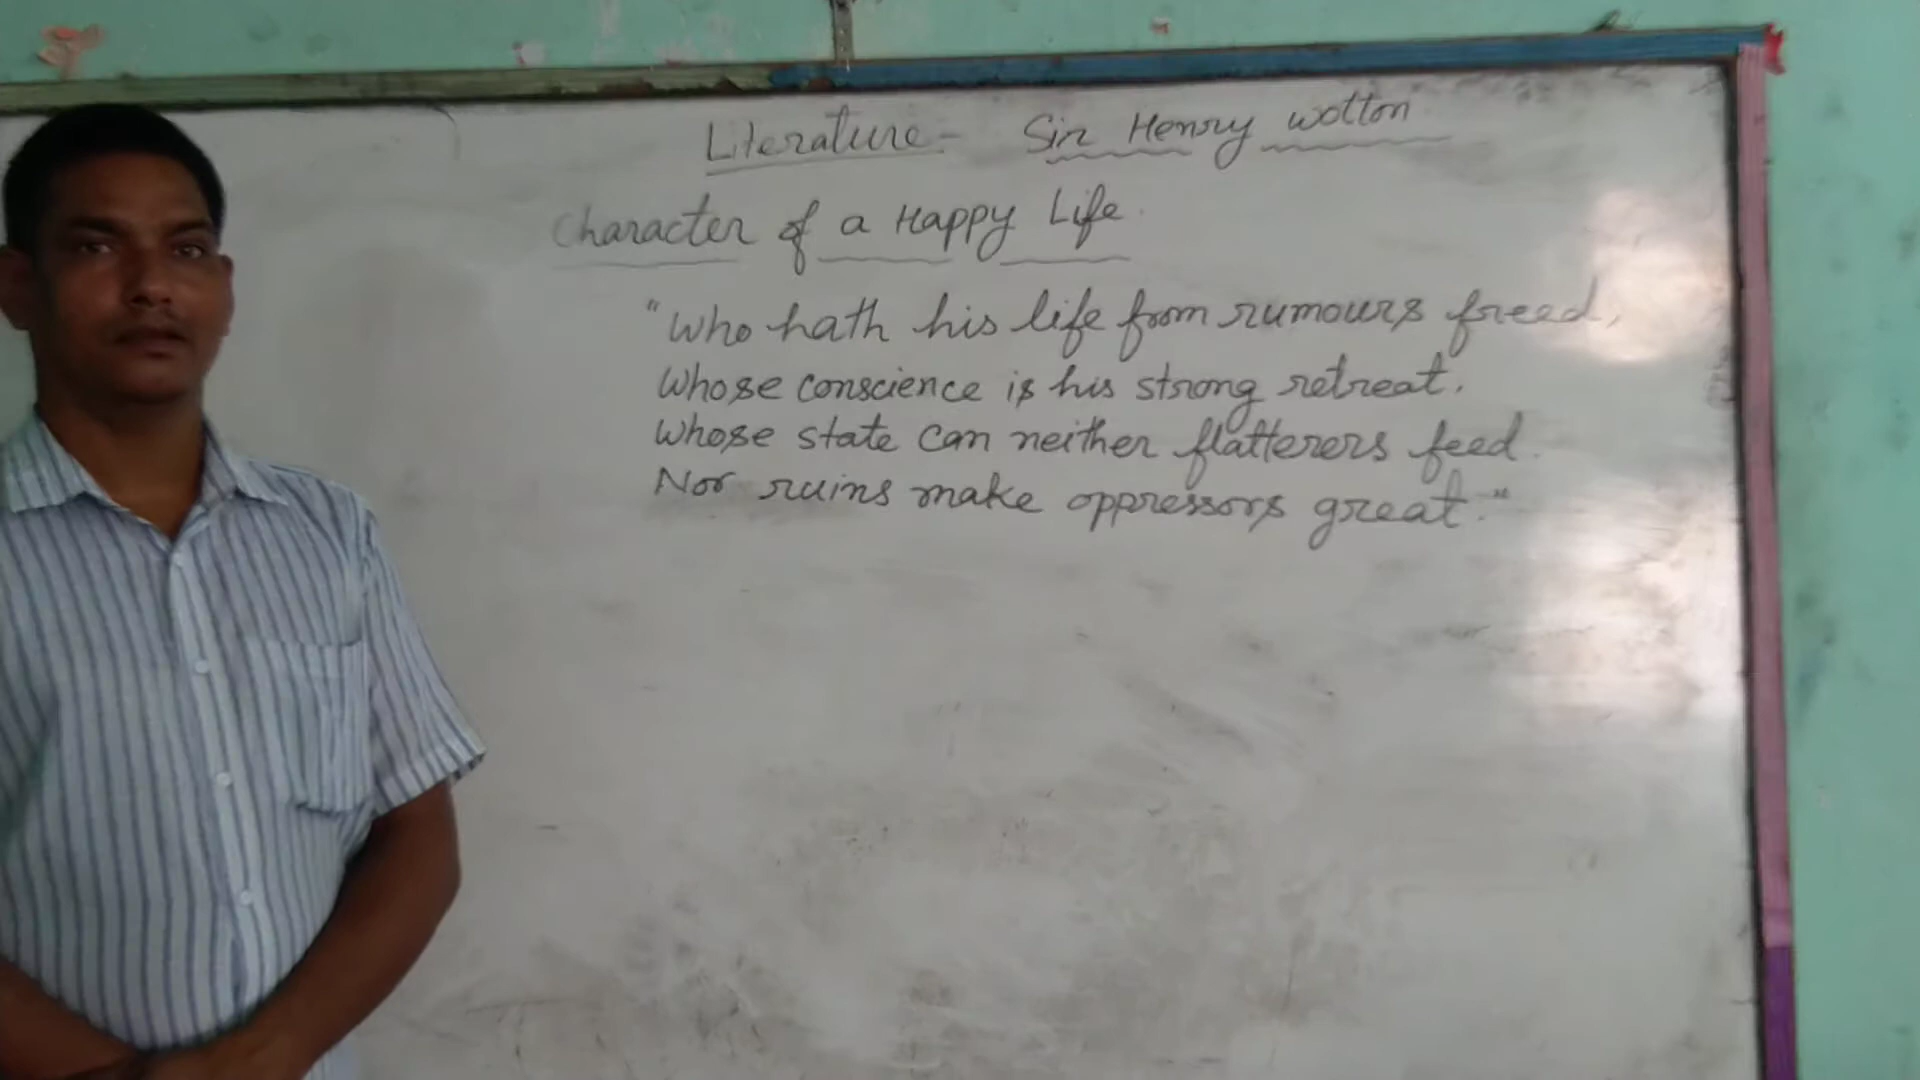 Literature - Sir Henry Wotton
Character of a Happy Life.
"Who hath his life from rumours freed,
Whose conscience is his strong retreat.
Whose state can neither flatterers feed.
Nor ruins make oppressors great."